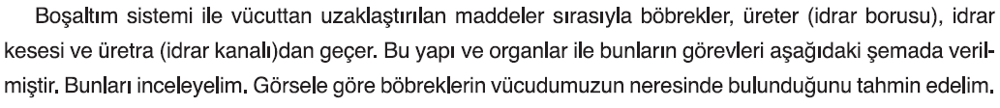 Boşaltım sistemi ile vücuttan uzaklaştırılan maddeler sırasıyla böbrekler, üreter (idrar borusu), idrar
kesesi ve üretra (idrar kanalı)dan geçer. Bu yapı ve organlar ile bunların görevleri aşağıdaki şemada veril-
miştir. Bunları inceleyelim. Görsele göre böbreklerin vücudumuzun neresinde bulunduğunu tahmin edelim.